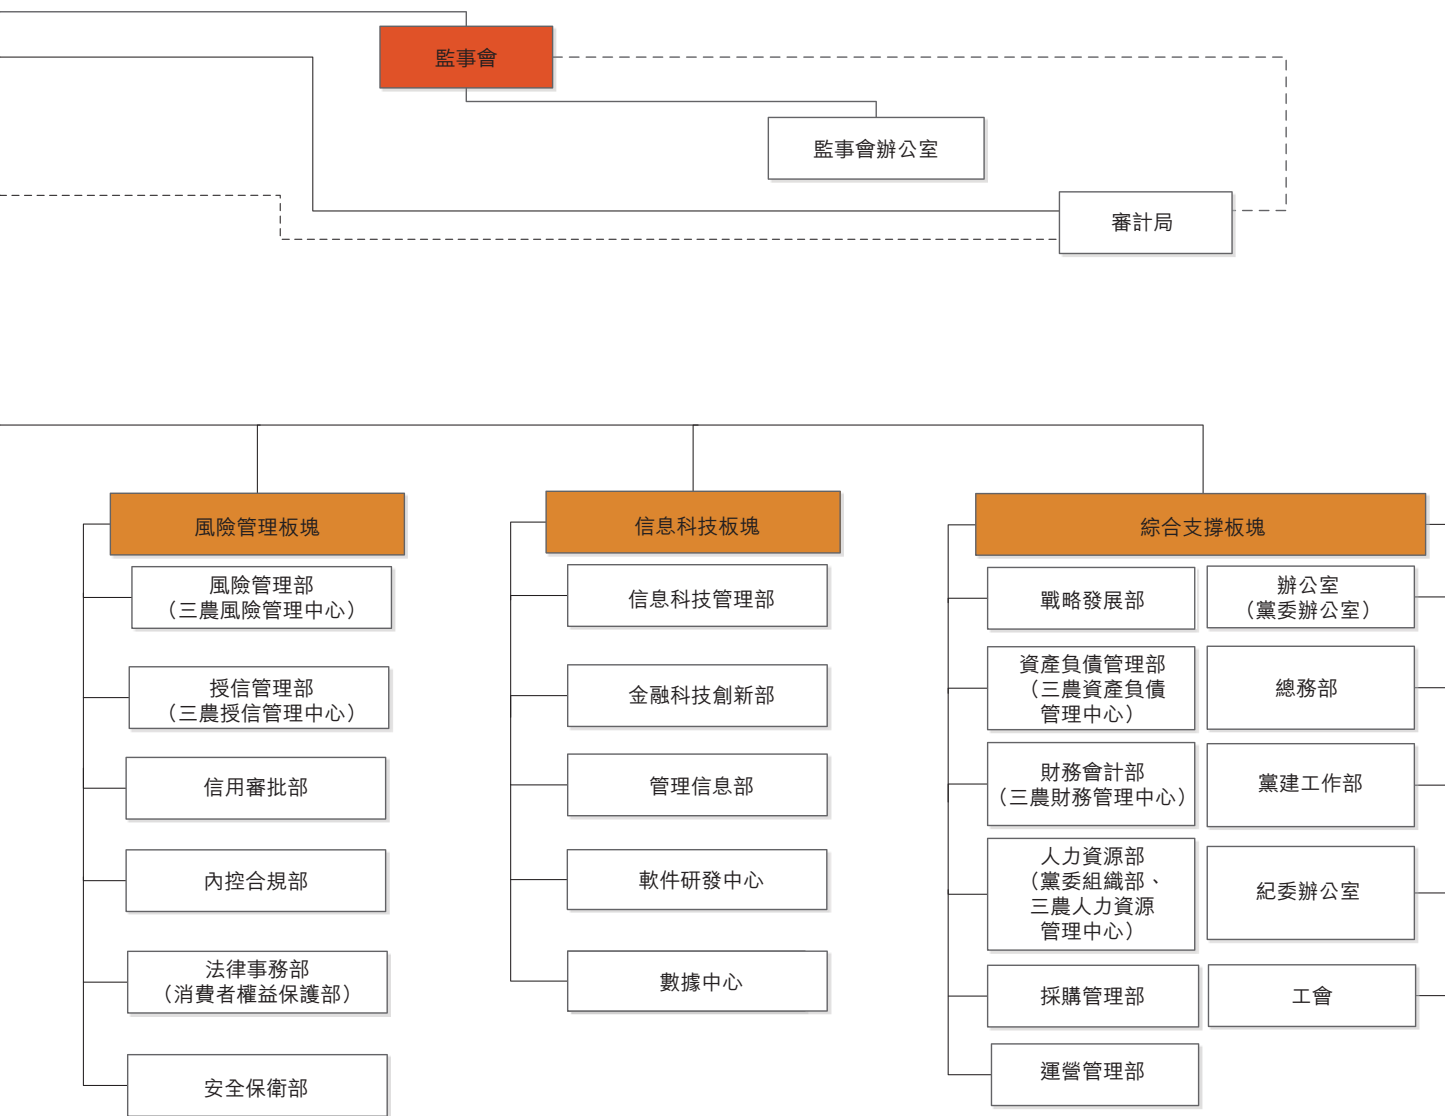 監事會
監事會辦公室
審計局
風險管理板塊
風險管理部
（三農風險管理中心）
授信管理部
（三農授信管理中心）
信用審批部
內控合規部
法律事務部
（消費者權益保護部）
安全保衛部
信息科技板塊
信息科技管理部
金融科技創新部
管理信息部
軟件研發中心
數據中心
綜合支撐板塊
戰略發展部
資產負債管理部
（三農資產負債
管理中心）
財務會計部
（三農財務管理中心）
人力資源部
（黨委組織部、
三農人力資源
管理中心）
採購管理部
運營管理部
辦公室
（黨委辦公室）
總務部
黨建工作部
紀委辦公室
工會